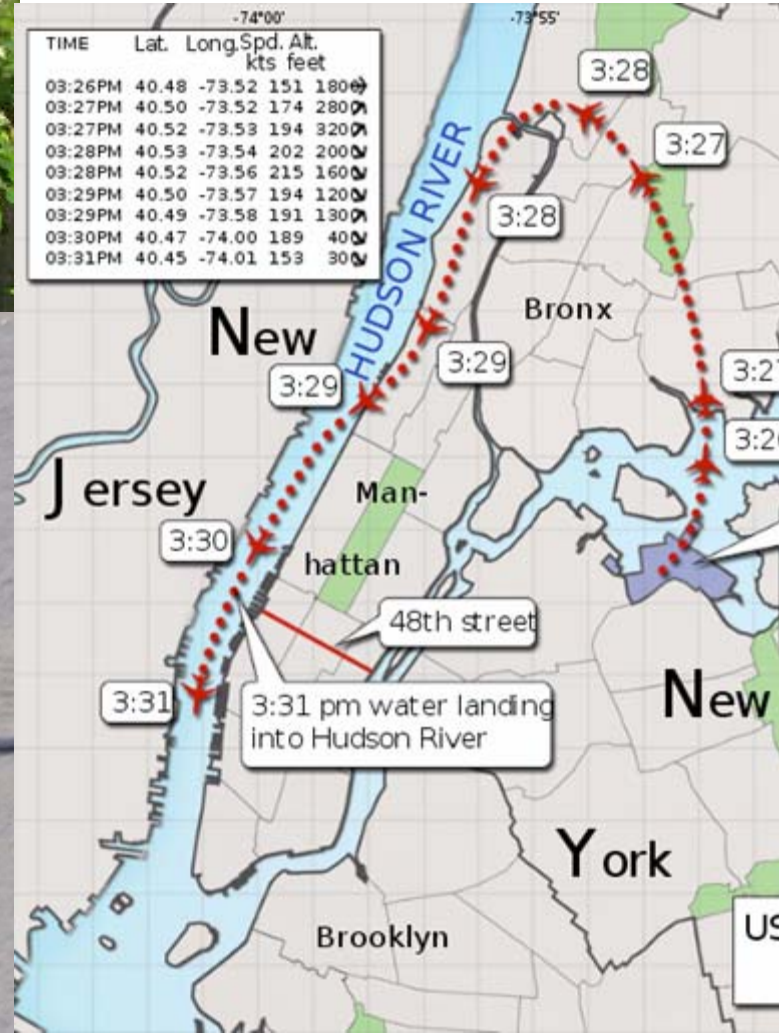 -74°00'
-73°55'
TIME Lat. Long. Spd. Alt.
kts feet
03:26PM 40.48 -73.52 151 1800
03:27PM 40.50 -73.52 174 2800
03:27PM 40.52 -73.53 194 3200
03:28PM 40.53 -73.54 202 2000
03:28PM 40.52 -73.56 215 1600
03:29PM 40.50 -73.57 194 1200
03:29PM 40.49 -73.58 191 1300
03:30PM 40.47 -74.00 189 400
03:31PM 40.45 -74.01 153 300
3:28
3:27
HUDSON RIVER
3:28
Bronx
New
3:29
3:29
3:27
3:2
Jersey
Man-
3:30
hattan
48th street
3:31
3:31 pm water landing
into Hudson River
New
York
US
Brooklyn